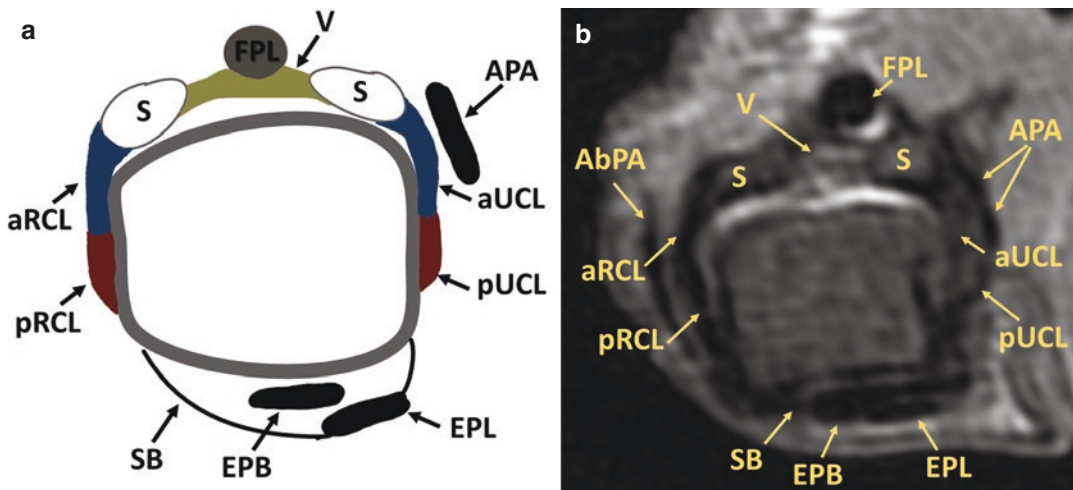 a
V
FPL
APA
S
S
aRCL
aUCL
pRCL
pUCL
SB
EPB
EPL
b
FPL
V
APA
AbPA
S
S
aRCL
aUCL
pRCL
pUCL
SB
EPB
EPL